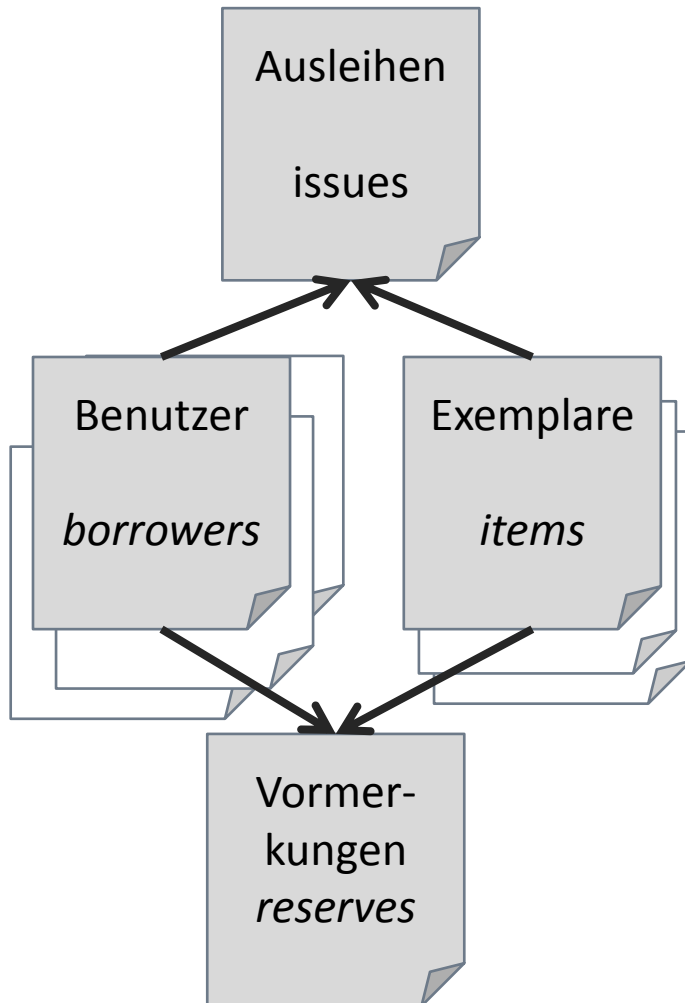 Ausleihen
issues
Benutzer
borrowers
Exemplare
items
Vormer-
kungen
reserves